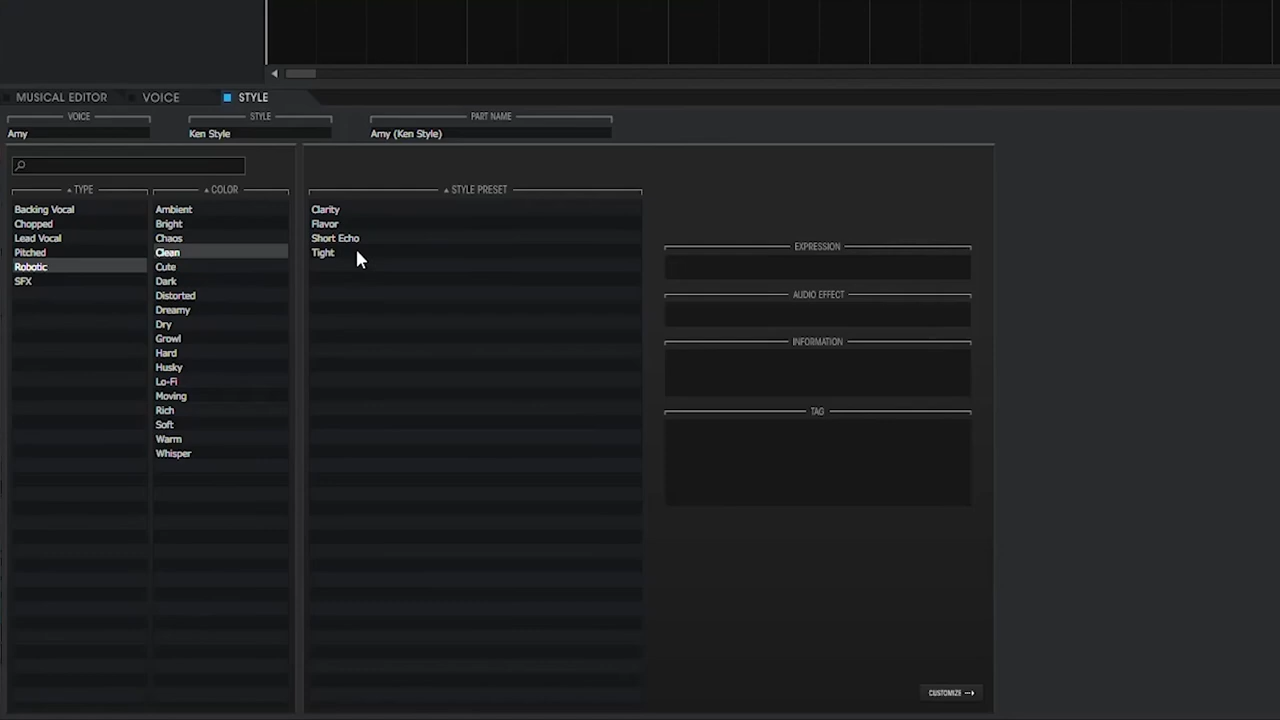 MUSICAL EDITOR VOICE STYLE
VOICE STYLE PART NAME
Amy Ken Style Amy (Ken Style)
TYPE COLOR STYLE PRESET
Backing Vocal Ambient Clarity
Chopped Bright Flavor
Lead Vocal Chaos Short Echo
Pitched Clean Tight
Robotic Cute
SFX Dark
Distorted
Dreamy
Dry
Growl
Hard
Husky
Lo-Fi
Moving
Rich
Soft
Warm
Whisper
EXPRESSION
AUDIO EFFECT
INFORMATION
TAG
CUSTOMIZE